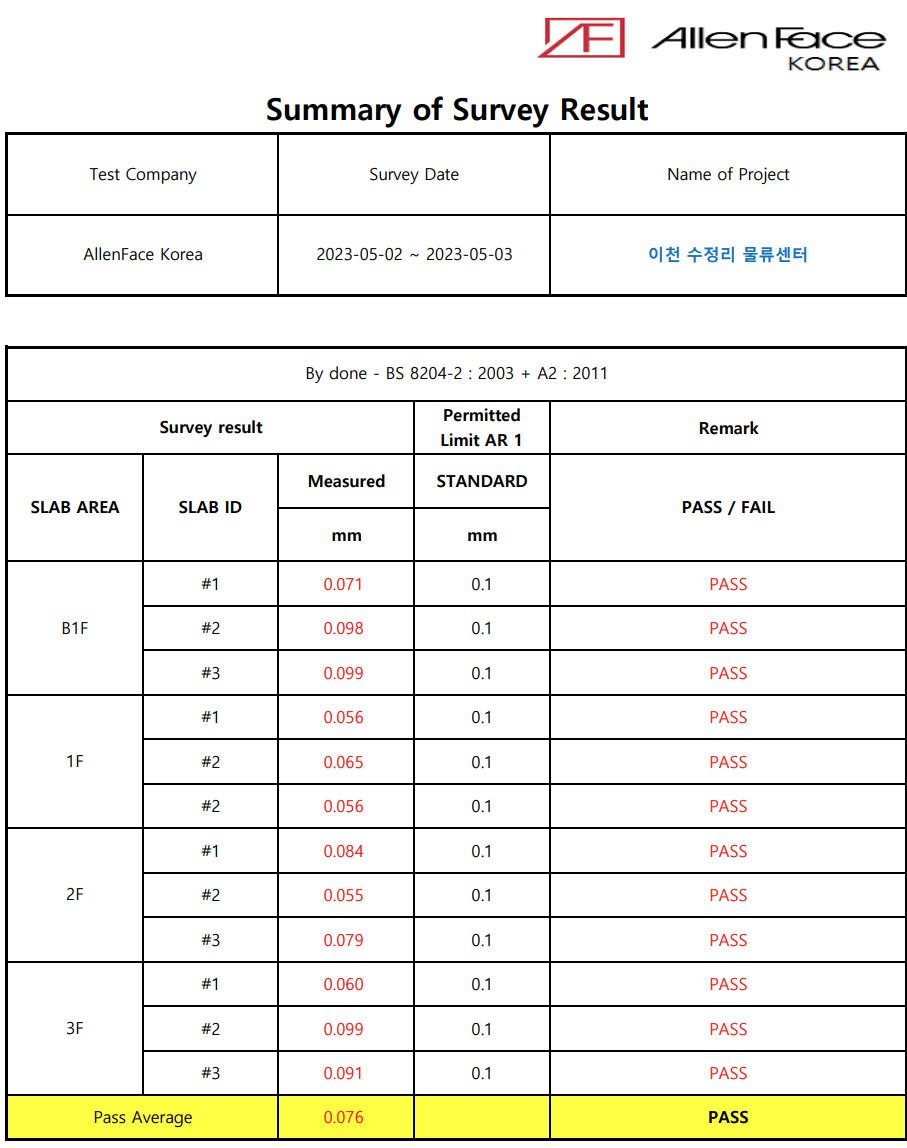 AF AllenFace
KOREA
Summary of Survey Result
Test Company Survey Date Name of Project
AllenFace Korea 2023-05-02 ~ 2023-05-03 이천 수정리 물류센터
By done - BS 8204-2 : 2003 + A2 : 2011
Survey result Permitted Limit AR 1 Remark
SLAB AREA SLAB ID Measured STANDARD PASS / FAIL
mm mm
B1F #1 0.071 0.1 PASS
#2 0.098 0.1 PASS
#3 0.099 0.1 PASS
1F #1 0.056 0.1 PASS
#2 0.065 0.1 PASS
#2 0.056 0.1 PASS
2F #1 0.084 0.1 PASS
#2 0.055 0.1 PASS
#3 0.079 0.1 PASS
3F #1 0.060 0.1 PASS
#2 0.099 0.1 PASS
#3 0.091 0.1 PASS
Pass Average 0.076 PASS